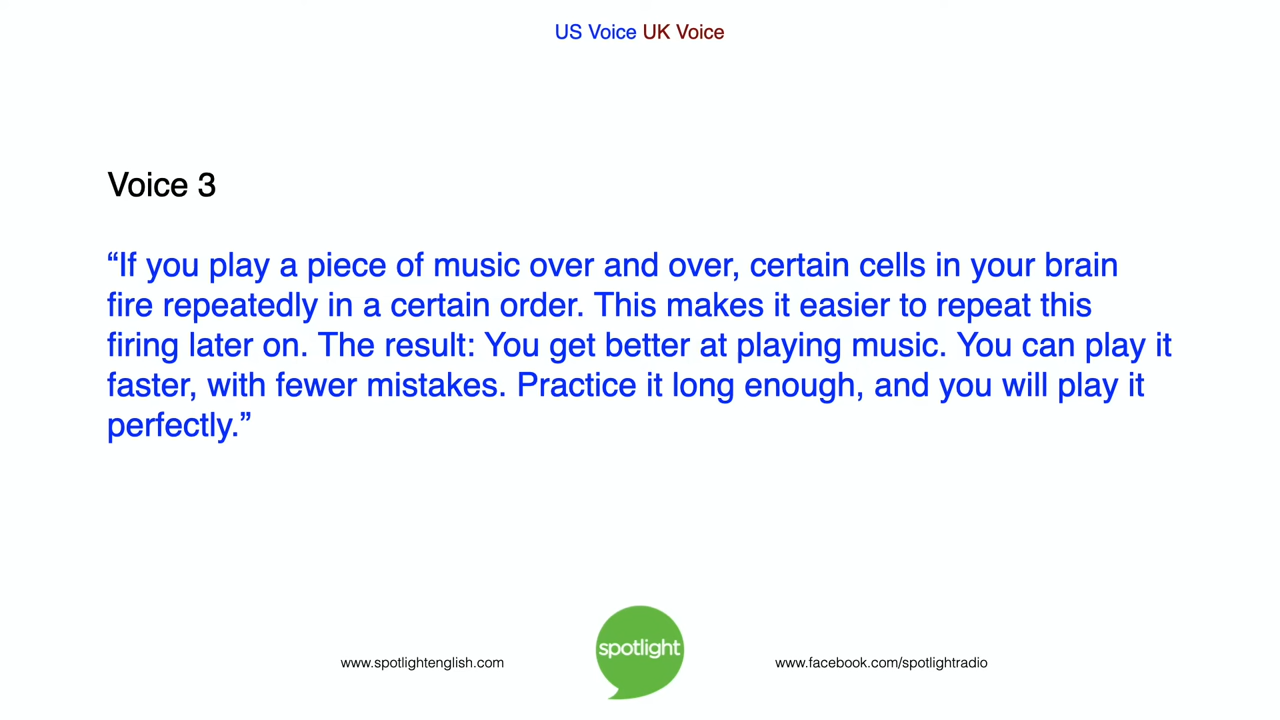 US Voice UK Voice
Voice 3
“If you play a piece of music over and over, certain cells in your brain
fire repeatedly in a certain order. This makes it easier to repeat this
firing later on. The result: You get better at playing music. You can play it
faster, with fewer mistakes. Practice it long enough, and you will play it
perfectly.”
www.spotlightenglish.com
spotlight
www.facebook.com/spotlightradio